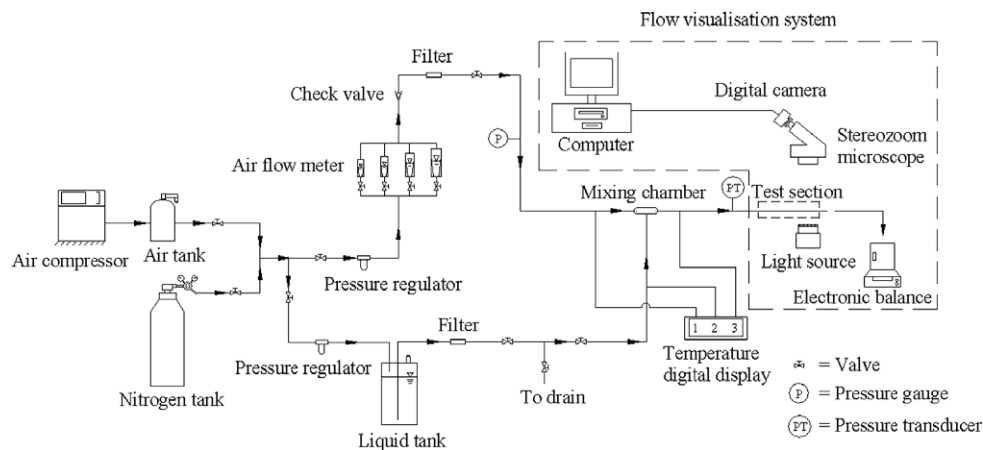 Flow visualisation system
Filter
Check valve
Digital camera
Computer
Stereozoom
microscope
P
Air flow meter
Mixing chamber
PT
Test section
Air compressor
Air tank
Pressure regulator
Light source
Electronic balance
Filter
1 2 3
Pressure regulator
Temperature
digital display
Nitrogen tank
To drain
Liquid tank
= Valve
P = Pressure gauge
PT = Pressure transducer